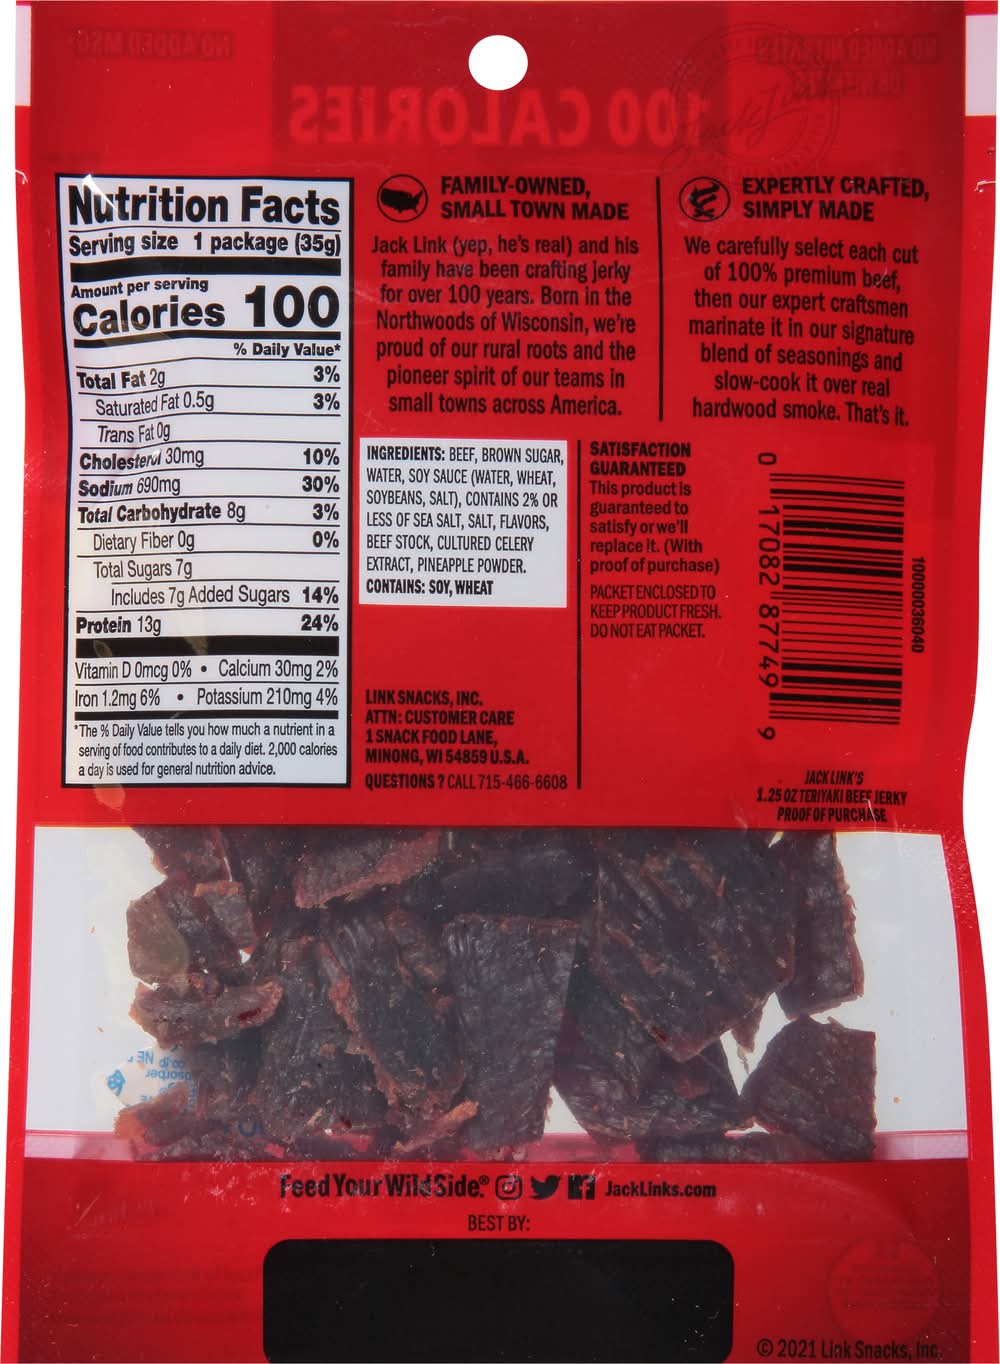 Nutrition Facts
Serving size 1 package (35g)
Amount per serving
Calories 100
% Daily Value*
Total Fat 2g 3%
Saturated Fat 0.5g 3%
Trans Fat 0g
Cholesterol 30mg 10%
Sodium 690mg 30%
Total Carbohydrate 8g 3%
Dietary Fiber 0g 0%
Total Sugars 7g
Includes 7g Added Sugars 14%
Protein 13g 24%
Vitamin D 0mcg 0% • Calcium 30mg 2%
Iron 1.2mg 6% • Potassium 210mg 4%
*The % Daily Value tells you how much a nutrient in a
serving of food contributes to a daily diet. 2,000 calories
a day is used for general nutrition advice.
FAMILY-OWNED,
SMALL TOWN MADE
Jack Link (yep, he's real) and his
family have been crafting jerky
for over 100 years. Born in the
Northwoods of Wisconsin, we're
proud of our rural roots and the
pioneer spirit of our teams in
small towns across America.
EXPERTLY CRAFTED,
SIMPLY MADE
We carefully select each cut
of 100% premium beef,
then our expert craftsmen
marinate it in our signature
blend of seasonings and
slow-cook it over real
hardwood smoke. That's it.
INGREDIENTS: BEEF, BROWN SUGAR,
WATER, SOY SAUCE (WATER, WHEAT,
SOYBEANS, SALT), CONTAINS 2% OR
LESS OF SEA SALT, SALT, FLAVORS,
BEEF STOCK, CULTURED CELERY
EXTRACT, PINEAPPLE POWDER.
CONTAINS: SOY, WHEAT
LINK SNACKS, INC.
ATTN: CUSTOMER CARE
1 SNACK FOOD LANE,
MINONG, WI 54859 U.S.A.
QUESTIONS? CALL 715-466-6608
SATISFACTION
GUARANTEED
This product is
guaranteed to
satisfy or we'll
replace it. (With
proof of purchase)
PACKET ENCLOSED TO
KEEP PRODUCT FRESH.
DO NOT EAT PACKET.
0 17082 87749 9
10000036040
JACK LINK'S
1.25 OZ TERIYAKI BEEF JERKY
PROOF OF PURCHASE
Feed Your Wild Side.® JackLinks.com
BEST BY:
© 2021 Link Snacks, Inc.
100 CALORIES
NO ADDED MSG*